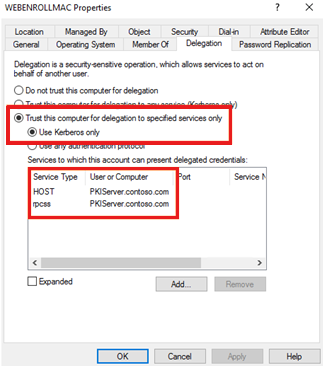 WEBENROLLMAC Properties ? ×
Location Managed By Object Security Dial-in Attribute Editor
General Operating System Member Of Delegation Password Replication
Delegation is a security-sensitive operation, which allows services to act on
behalf of another user.
Do not trust this computer for delegation
Trust this computer for delegation to any service (Kerberos only)
Trust this computer for delegation to specified services only
Use Kerberos only
Use any authentication protocol
Services to which this account can present delegated credentials:
Service Type User or Computer Port Service N
HOST PKIServer.contoso.com
rpcss PKIServer.contoso.com
Expanded Add... Remove
OK Cancel Apply Help